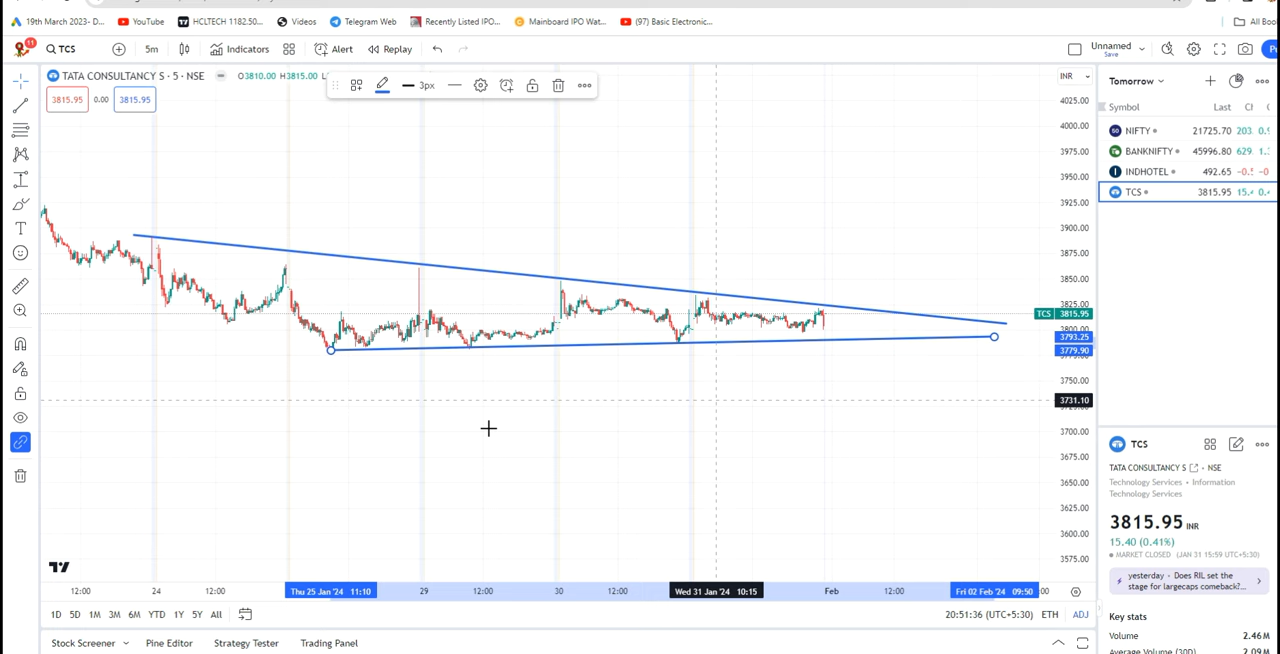 19th March 2023- D... YouTube HCLTECH 1182.50... Videos Telegram Web Recently Listed IPO... Mainboard IPO Wat... (97) Basic Electronic...
All Boo
11 TCS 5m Indicators Alert Replay Unnamed
Save
TATA CONSULTANCY S · 5 · NSE O3810.00 H3815.00
3815.95 0.00 3815.95
3px
INR
4025.00
4000.00
3975.00
3950.00
3925.00
3900.00
3875.00
3850.00
3825.00
TCS 3815.95
3800.00
3793.25
3779.90
3750.00
3731.10
3700.00
3675.00
3650.00
3625.00
3600.00
3575.00
12:00 24 12:00 Thu 25 Jan '24 11:10 29 12:00 30 12:00 Wed 31 Jan '24 10:15 Feb 12:00 Fri 02 Feb '24 09:50 :00
1D 5D 1M 3M 6M YTD 1Y 5Y All 20:51:36 (UTC+5:30) ETH ADJ
Stock Screener Pine Editor Strategy Tester Trading Panel
Tomorrow
Symbol Last
NIFTY 21725.70 203.
BANKNIFTY 45996.80 629.
INDHOTEL 492.65
TCS 3815.95 15.4
TCS
TATA CONSULTANCY S • NSE
Technology Services • Information
Technology Services
3815.95 INR
15.40 (0.41%)
MARKET CLOSED (JAN 31 15:59 UTC+5:30)
yesterday - Does RIL set the
stage for largecaps comeback?...
Key stats
Volume 2.46M
Average Volume (30D) 2.09M